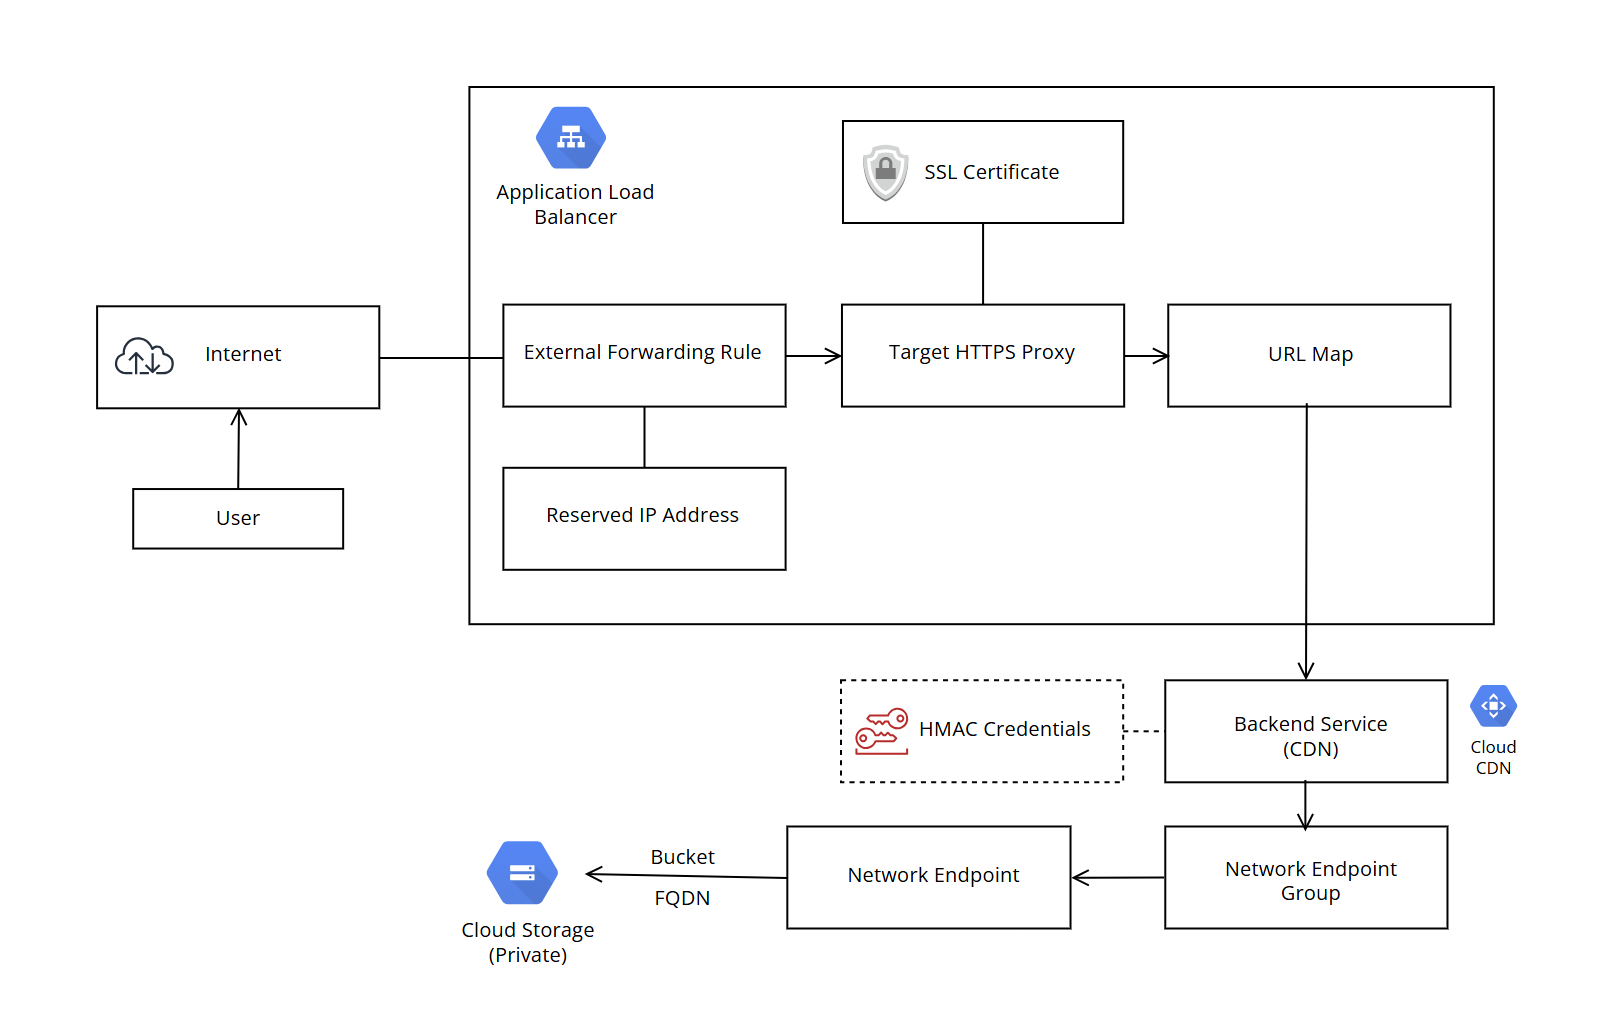 Application Load
Balancer
SSL Certificate
Internet
External Forwarding Rule
Target HTTPS Proxy
URL Map
User
Reserved IP Address
HMAC Credentials
Backend Service
(CDN)
Cloud
CDN
Bucket
FQDN
Network Endpoint
Network Endpoint
Group
Cloud Storage
(Private)